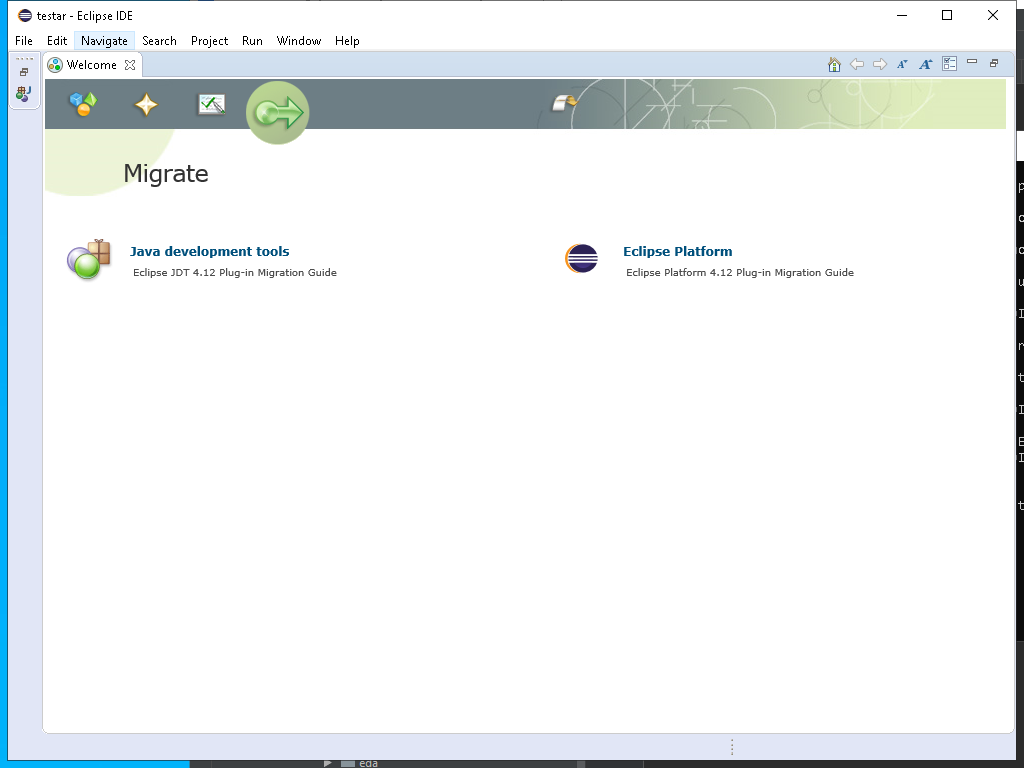 testar - Eclipse IDE
File Edit Navigate Search Project Run Window Help
Welcome
Migrate
Java development tools
Eclipse JDT 4.12 Plug-in Migration Guide
Eclipse Platform
Eclipse Platform 4.12 Plug-in Migration Guide
eda